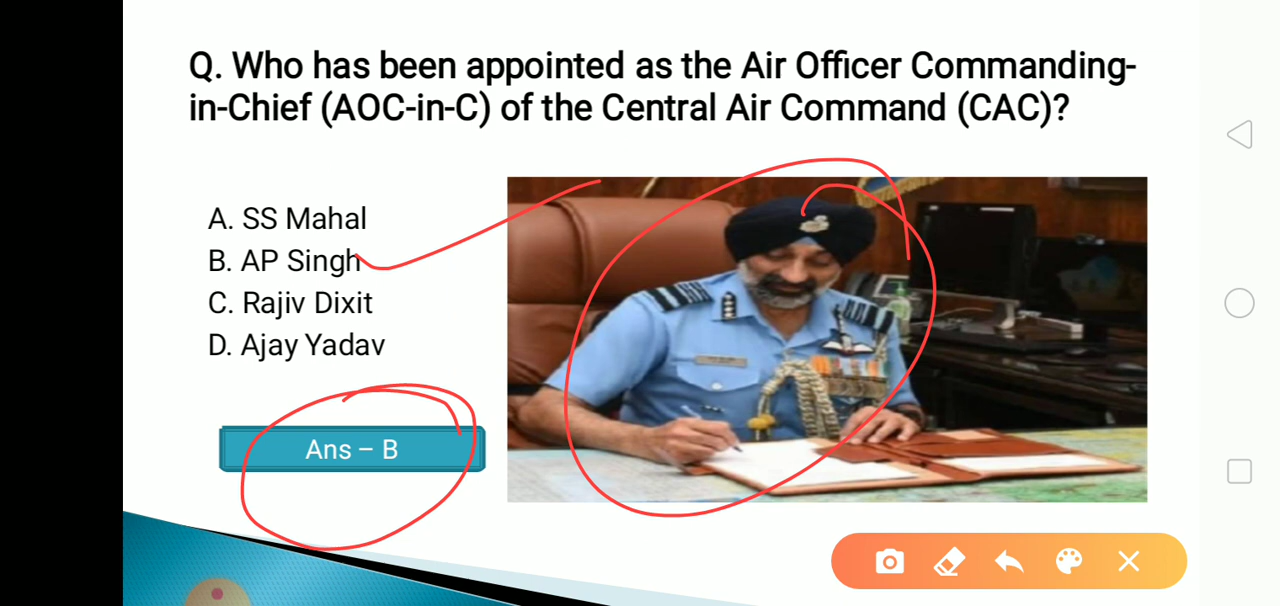 Q. Who has been appointed as the Air Officer Commanding-
in-Chief (AOC-in-C) of the Central Air Command (CAC)?
A. SS Mahal
B. AP Singh
C. Rajiv Dixit
D. Ajay Yadav
Ans – B